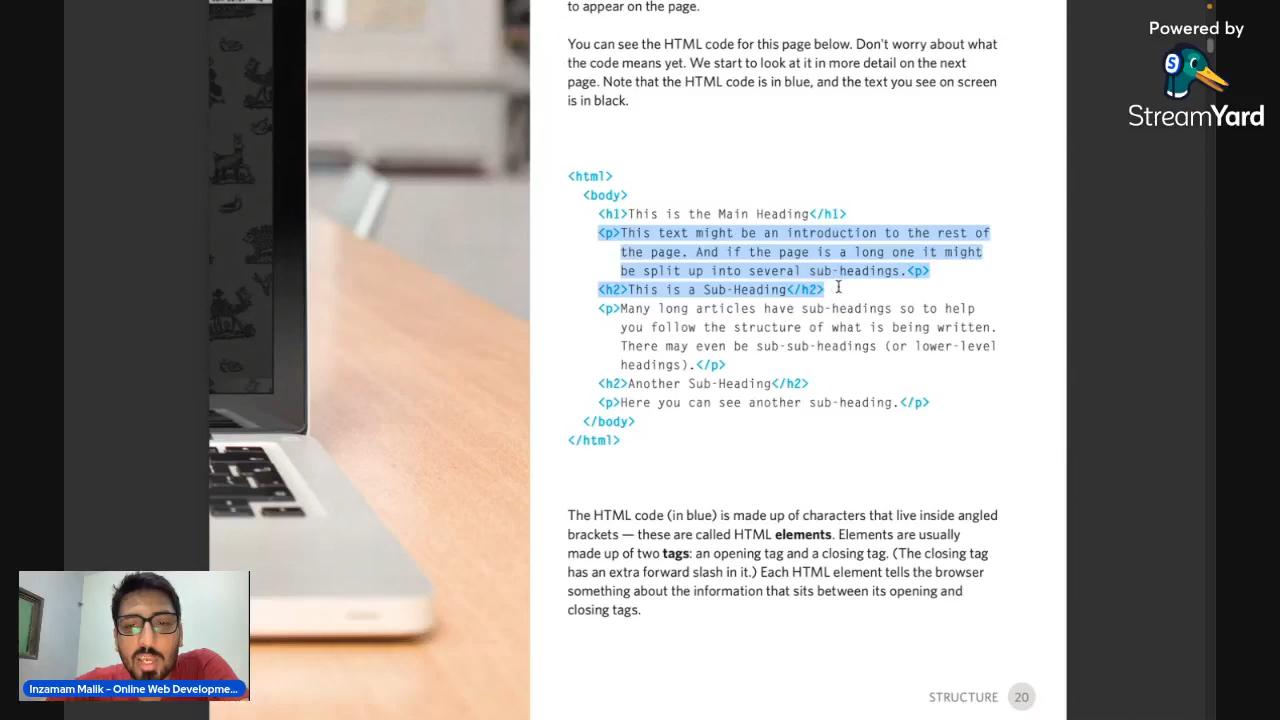 to appear on the page.
You can see the HTML code for this page below. Don't worry about what
the code means yet. We start to look at it in more detail on the next
page. Note that the HTML code is in blue, and the text you see on screen
is in black.
<html>
<body>
<h1>This is the Main Heading</h1>
<p>This text might be an introduction to the rest of
the page. And if the page is a long one it might
be split up into several sub-headings.<p>
<h2>This is a Sub-Heading</h2>
<p>Many long articles have sub-headings so to help
you follow the structure of what is being written.
There may even be sub-sub-headings (or lower-level
headings).</p>
<h2>Another Sub-Heading</h2>
<p>Here you can see another sub-heading.</p>
</body>
</html>
The HTML code (in blue) is made up of characters that live inside angled
brackets — these are called HTML elements. Elements are usually
made up of two tags: an opening tag and a closing tag. (The closing tag
has an extra forward slash in it.) Each HTML element tells the browser
something about the information that sits between its opening and
closing tags.
STRUCTURE 20
Powered by
S
StreamYard
Inzamam Malik - Online Web Developme...